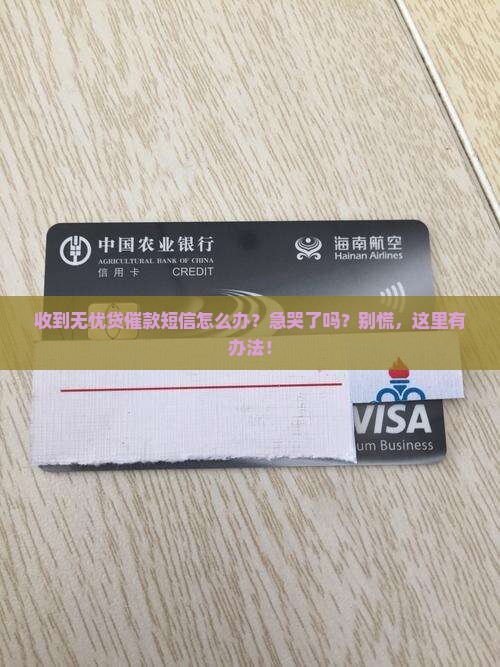 中国农业银行
AGRICULTURAL BANK OF CHINA
信用卡 CREDIT
海南航空
Hainan Airlines
收到无忧贷催款短信怎么办？急哭了吗？别慌，这里有
办法！
VISA
um Business